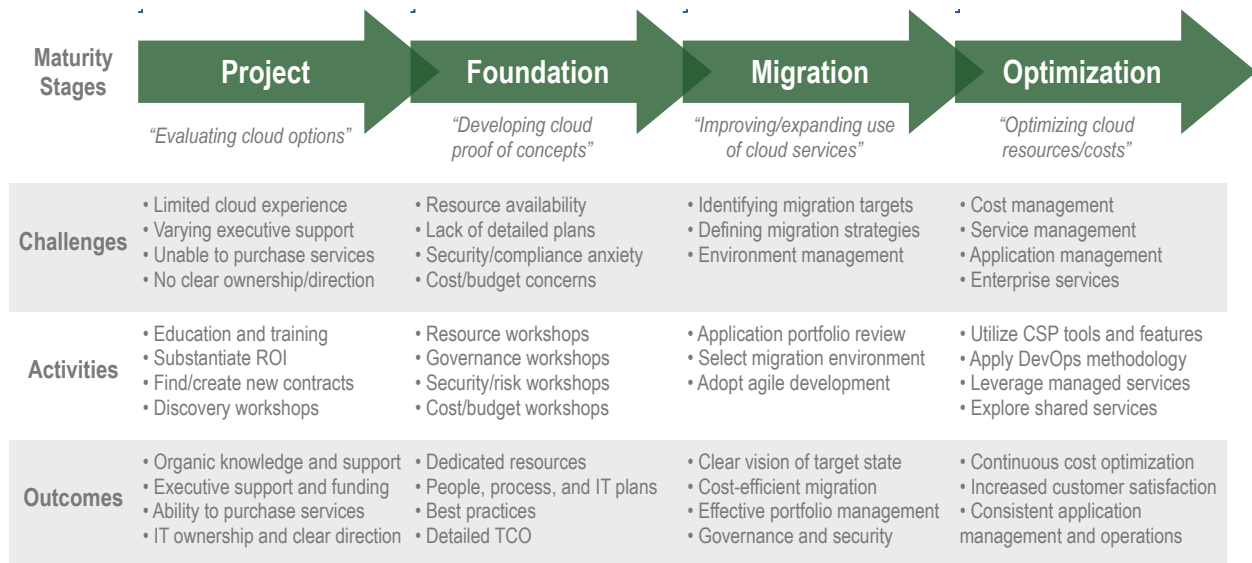 Maturity
Stages
Project
Foundation
Migration
Optimization
“Evaluating cloud options”
“Developing cloud
proof of concepts”
“Improving/expanding use
of cloud services”
“Optimizing cloud
resources/costs”
Challenges
• Limited cloud experience
• Varying executive support
• Unable to purchase services
• No clear ownership/direction
• Resource availability
• Lack of detailed plans
• Security/compliance anxiety
• Cost/budget concerns
• Identifying migration targets
• Defining migration strategies
• Environment management
• Cost management
• Service management
• Application management
• Enterprise services
Activities
• Education and training
• Substantiate ROI
• Find/create new contracts
• Discovery workshops
• Resource workshops
• Governance workshops
• Security/risk workshops
• Cost/budget workshops
• Application portfolio review
• Select migration environment
• Adopt agile development
• Utilize CSP tools and features
• Apply DevOps methodology
• Leverage managed services
• Explore shared services
Outcomes
• Organic knowledge and support
• Executive support and funding
• Ability to purchase services
• IT ownership and clear direction
• Dedicated resources
• People, process, and IT plans
• Best practices
• Detailed TCO
• Clear vision of target state
• Cost-efficient migration
• Effective portfolio management
• Governance and security
• Continuous cost optimization
• Increased customer satisfaction
• Consistent application
management and operations